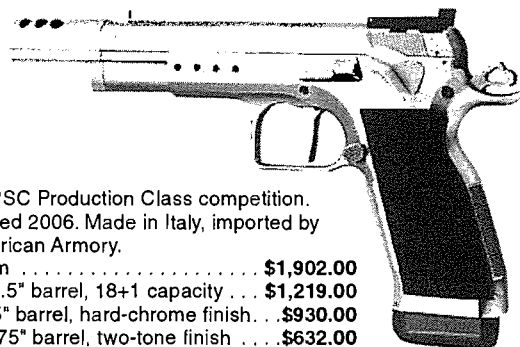 SC Production Class competition.
ed 2006. Made in Italy, imported by
rican Armory.
m . . . . . . . . . . . . . . . . . . . . . . $1,902.00
.5" barrel, 18+1 capacity . . . $1,219.00
" barrel, hard-chrome finish. . .$930.00
75" barrel, two-tone finish . . . .$632.00